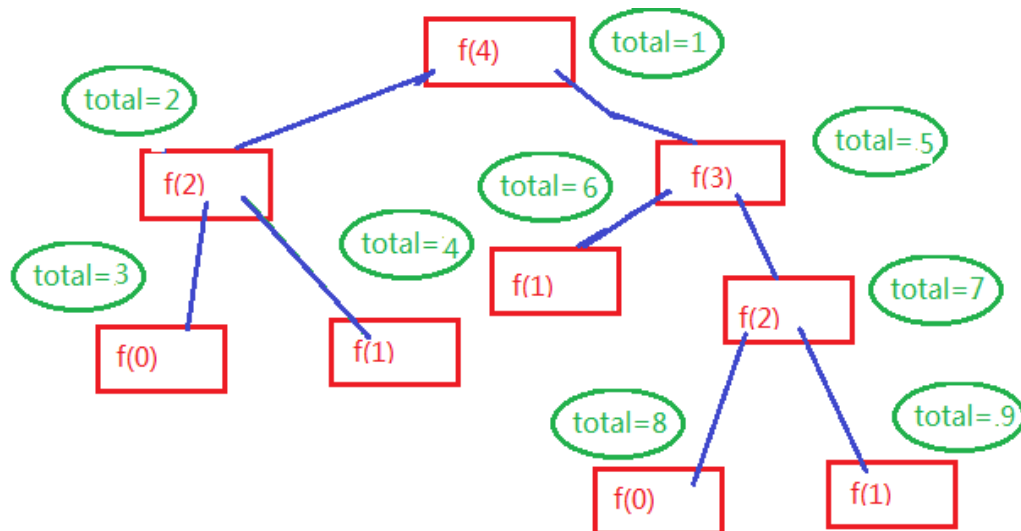 f(4)
total=1
total=2
f(2)
f(3)
total=.5
total=6
total=.4
total=.3
f(1)
f(2)
total=7
f(0)
f(1)
total=8
total=.9
f(0)
f(1)